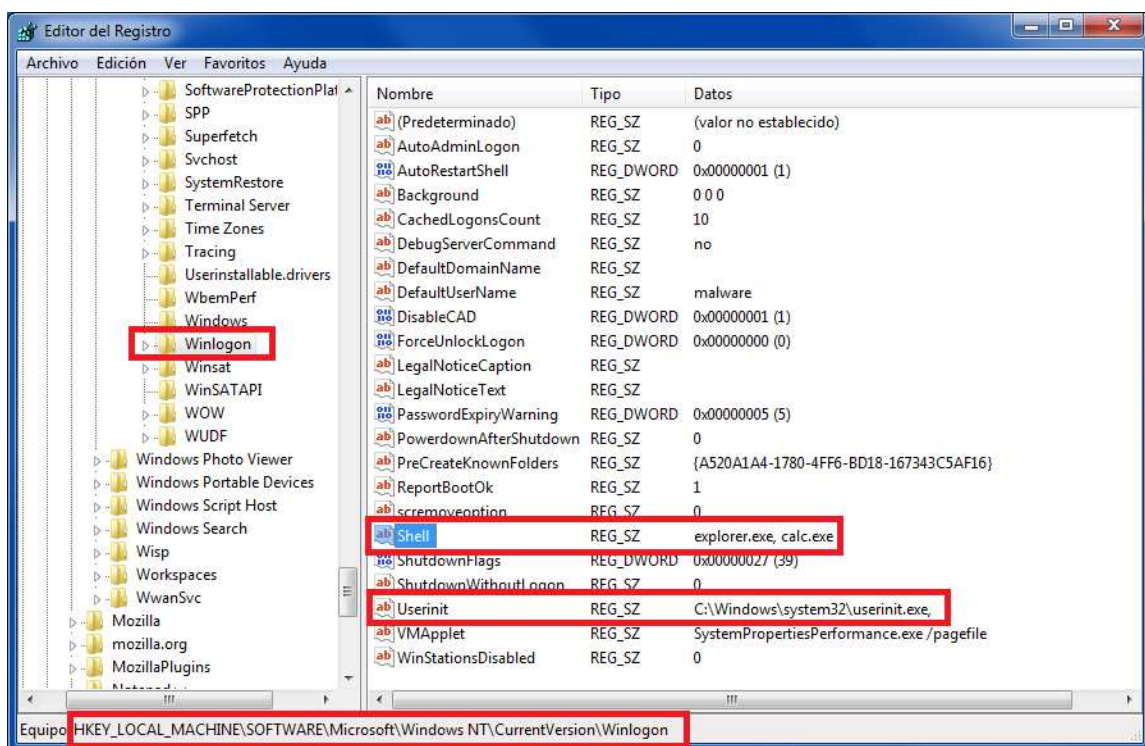 Editor del Registro
Archivo Edición Ver Favoritos Ayuda
SoftwareProtectionPlat
SPP
Superfetch
Svchost
SystemRestore
Terminal Server
Time Zones
Tracing
Userinstallable.drivers
WbemPerf
Windows
Winlogon
Winsat
WinSATAPI
WOW
WUDF
Windows Photo Viewer
Windows Portable Devices
Windows Script Host
Windows Search
Wisp
Workspaces
WwanSvc
Mozilla
mozilla.org
MozillaPlugins
Nombre Tipo Datos
(Predeterminado) REG_SZ (valor no establecido)
AutoAdminLogon REG_SZ 0
AutoRestartShell REG_DWORD 0x00000001 (1)
Background REG_SZ 0 0 0
CachedLogonsCount REG_SZ 10
DebugServerCommand REG_SZ no
DefaultDomainName REG_SZ
DefaultUserName REG_SZ malware
DisableCAD REG_DWORD 0x00000001 (1)
ForceUnlockLogon REG_DWORD 0x00000000 (0)
LegalNoticeCaption REG_SZ
LegalNoticeText REG_SZ
PasswordExpiryWarning REG_DWORD 0x00000005 (5)
PowerdownAfterShutdown REG_SZ 0
PreCreateKnownFolders REG_SZ {A520A1A4-1780-4FF6-BD18-167343C5AF16}
ReportBootOk REG_SZ 1
scremoveoption REG_SZ 0
Shell REG_SZ explorer.exe, calc.exe
ShutdownFlags REG_DWORD 0x00000027 (39)
ShutdownWithoutLogon REG_SZ 0
Userinit REG_SZ C:\Windows\system32\userinit.exe,
VMApplet REG_SZ SystemPropertiesPerformance.exe /pagefile
WinStationsDisabled REG_SZ 0
Equipo\HKEY_LOCAL_MACHINE\SOFTWARE\Microsoft\Windows NT\CurrentVersion\Winlogon